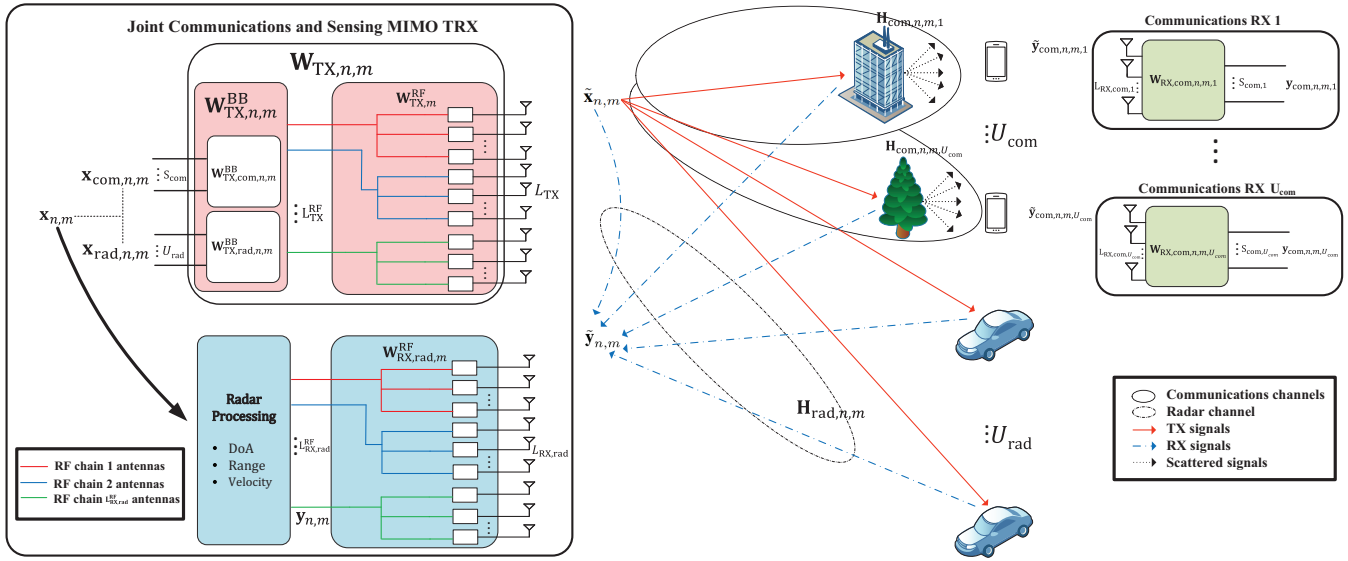 Joint Communications and Sensing MIMO TRX
W_TX,n,m
W^BB_TX,n,m
W^RF_TX,m
x_com,n,m
⋮ S_com
W^BB_TX,com,n,m
x_n,m
⋮ L^RF_TX
L_TX
x_rad,n,m
⋮ U_rad
W^BB_TX,rad,n,m
W^RF_RX,rad,m
Radar
Processing
• DoA
• Range
• Velocity
⋮ L^RF_RX,rad
L_RX,rad
y_n,m
RF chain 1 antennas
RF chain 2 antennas
RF chain L^RF_RX,rad antennas
x̃_n,m
ỹ_n,m
H_com,n,m,1
ỹ_com,n,m,1
⋮ U_com
H_com,n,m,U_com
ỹ_com,n,m,U_com
H_rad,n,m
⋮ U_rad
Communications RX 1
L_RX,com,1 ⋮
W_RX,com,n,m,1
⋮ S_com,1
y_com,n,m,1
⋮
Communications RX U_com
L_RX,com,U_com ⋮
W_RX,com,n,m,U_com
⋮ S_com,U_com
y_com,n,m,U_com
Communications channels
Radar channel
TX signals
RX signals
Scattered signals